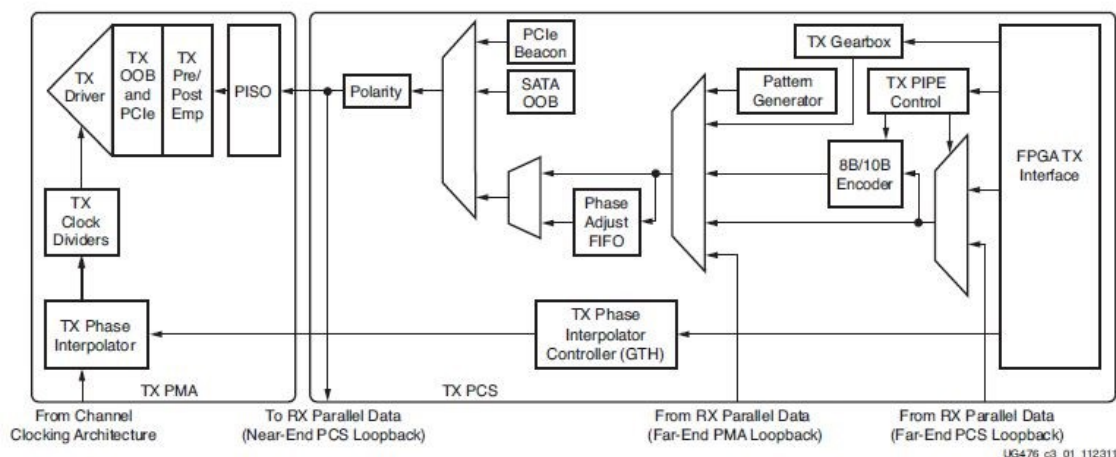 TX
Driver
TX
OOB
and
PCIe
TX
Pre/
Post
Emp
PISO
TX
Clock
Dividers
TX Phase
Interpolator
TX PMA
Polarity
PCIe
Beacon
SATA
OOB
Phase
Adjust
FIFO
Pattern
Generator
TX Gearbox
TX PIPE
Control
8B/10B
Encoder
FPGA TX
Interface
TX Phase
Interpolator
Controller (GTH)
TX PCS
From Channel
Clocking Architecture
To RX Parallel Data
(Near-End PCS Loopback)
From RX Parallel Data
(Far-End PMA Loopback)
From RX Parallel Data
(Far-End PCS Loopback)
UG476_c3_01_112311